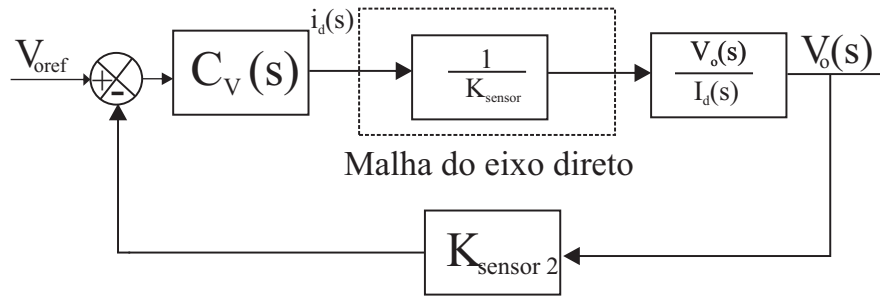 V_oref
+
-
C_V(s)
i_d(s)
1
K_sensor
V_o(s)
I_d(s)
V_o(s)
Malha do eixo direto
K_sensor 2